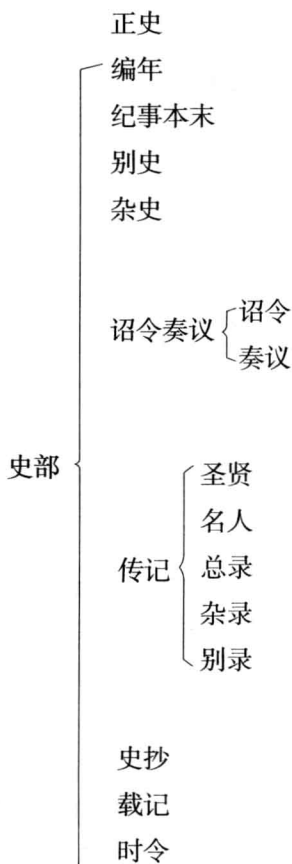 正史
编年
纪事本末
别史
杂史
诏令奏议
诏令
奏议
史部
传记
圣贤
名人
总录
杂录
别录
史抄
载记
时令